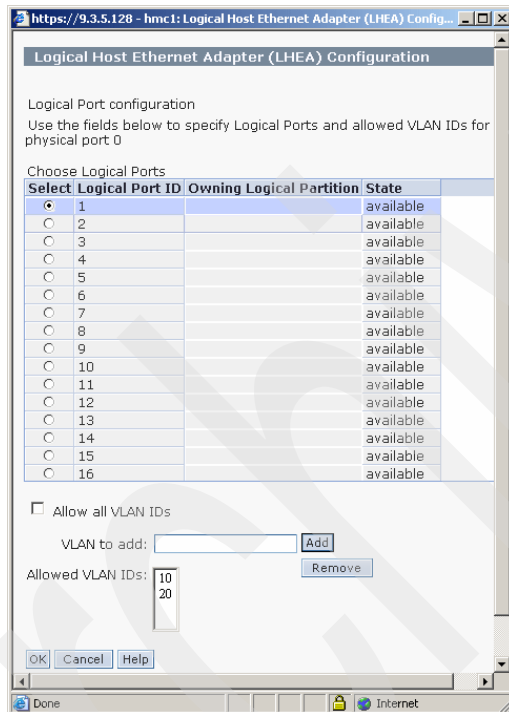 https://9.3.5.128 - hmc1: Logical Host Ethernet Adapter (LHEA) Config...
Logical Host Ethernet Adapter (LHEA) Configuration
Logical Port configuration
Use the fields below to specify Logical Ports and allowed VLAN IDs for
physical port 0
Choose Logical Ports
Select Logical Port ID Owning Logical Partition State
1 available
2 available
3 available
4 available
5 available
6 available
7 available
8 available
9 available
10 available
11 available
12 available
13 available
14 available
15 available
16 available
Allow all VLAN IDs
VLAN to add: Add
Allowed VLAN IDs: 10 Remove
20
OK Cancel Help
Done Internet